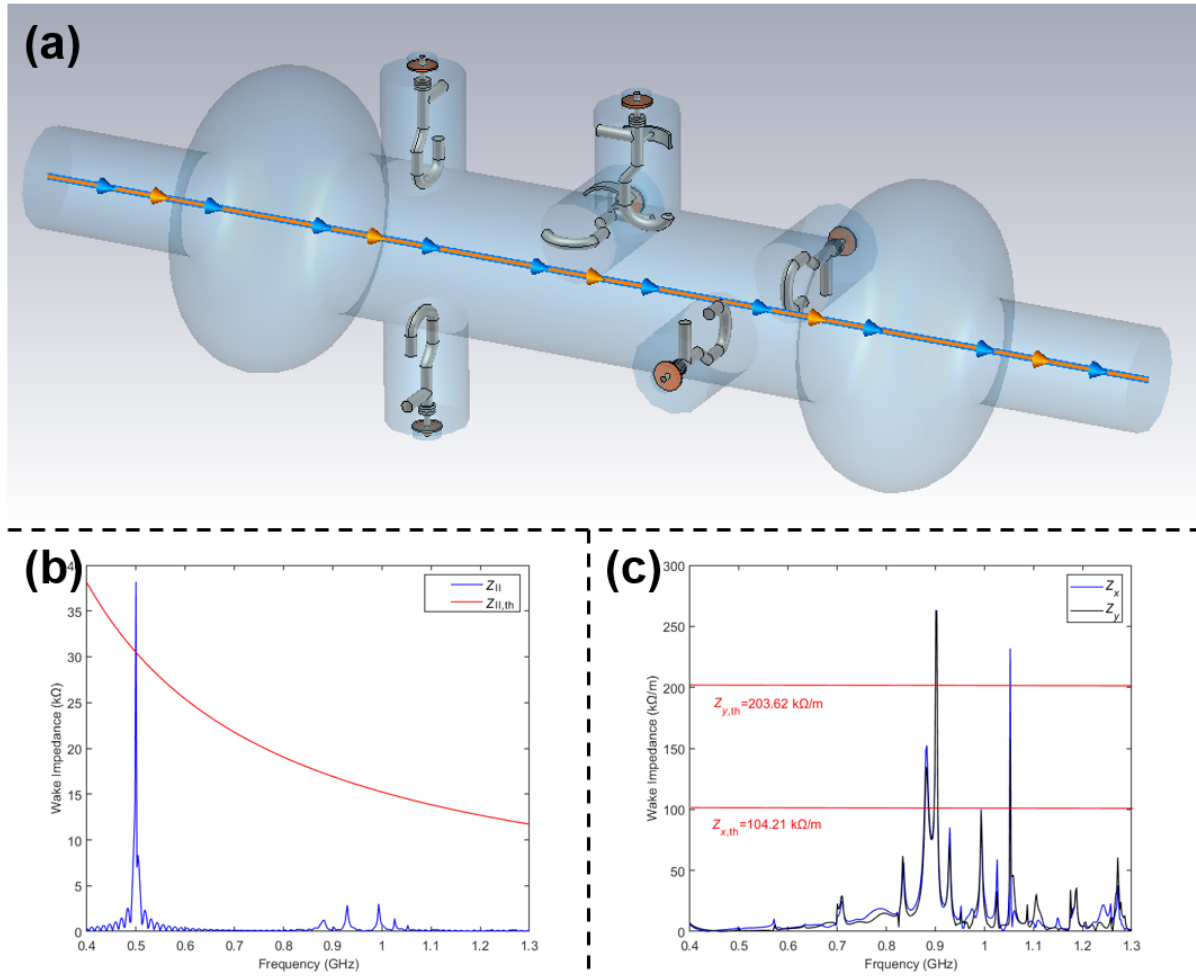 (a)
(b)
40
35
30
25
20
15
10
5
0
Wake Impedance (kΩ)
Z||
Z||,th
0.4 0.5 0.6 0.7 0.8 0.9 1 1.1 1.2 1.3
Frequency (GHz)
(c)
300
250
200
150
100
50
0
Wake Impedance (kΩ/m)
Zx
Zy
Zy,th=203.62 kΩ/m
Zx,th=104.21 kΩ/m
0.4 0.5 0.6 0.7 0.8 0.9 1 1.1 1.2 1.3
Frquency (GHz)